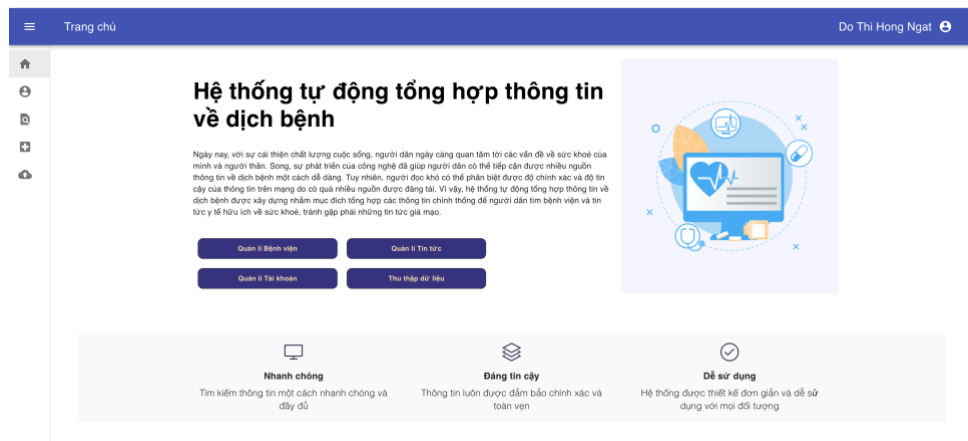 Trang chủ
Do Thi Hong Ngat
Hệ thống tự động tổng hợp thông tin
về dịch bệnh
Ngày nay, với sự cải thiện chất lượng cuộc sống, người dân ngày càng quan tâm tới các vấn đề về sức khoẻ của
mình và người thân. Song, sự phát triển của công nghệ đã giúp người dân có thể tiếp cận được nhiều nguồn
thông tin về dịch bệnh một cách dễ dàng. Tuy nhiên, người đọc khó có thể phân biệt được độ chính xác và độ tin
cậy của thông tin trên mạng do có quá nhiều nguồn được đăng tải. Vì vậy, hệ thống tự động tổng hợp thông tin về
dịch bệnh được xây dựng nhằm mục đích tổng hợp các thông tin chính thống để người dân tìm bệnh viện và tin
tức y tế hữu ích về sức khoẻ, tránh gặp phải những tin tức giả mạo.
Quản lí Bệnh viện
Quản lí Tin tức
Quản lí Tài khoản
Thu thập dữ liệu
Nhanh chóng
Tìm kiếm thông tin một cách nhanh chóng và
đầy đủ
Đáng tin cậy
Thông tin luôn được đảm bảo chính xác và
toàn vẹn
Dễ sử dụng
Hệ thống được thiết kế đơn giản và dễ sử
dụng với mọi đối tượng